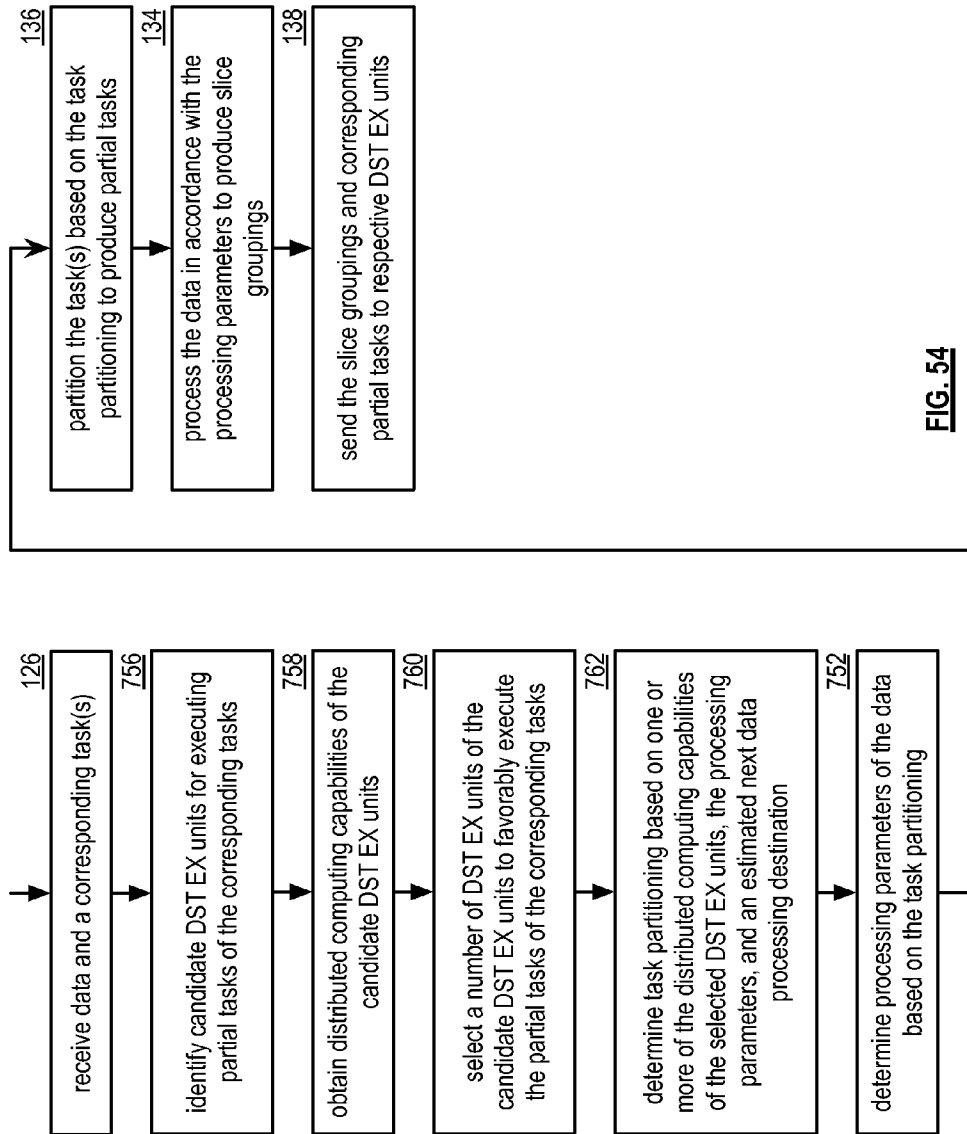 126
receive data and a corresponding task(s)
756
identify candidate DST EX units for executing
partial tasks of the corresponding tasks
758
obtain distributed computing capabilities of the
candidate DST EX units
760
select a number of DST EX units of the
candidate DST EX units to favorably execute
the partial tasks of the corresponding tasks
762
determine task partitioning based on one or
more of the distributed computing capabilities
of the selected DST EX units, the processing
parameters, and an estimated next data
processing destination
752
determine processing parameters of the data
based on the task partitioning
136
partition the task(s) based on the task
partitioning to produce partial tasks
134
process the data in accordance with the
processing parameters to produce slice
groupings
138
send the slice groupings and corresponding
partial tasks to respective DST EX units
FIG. 54